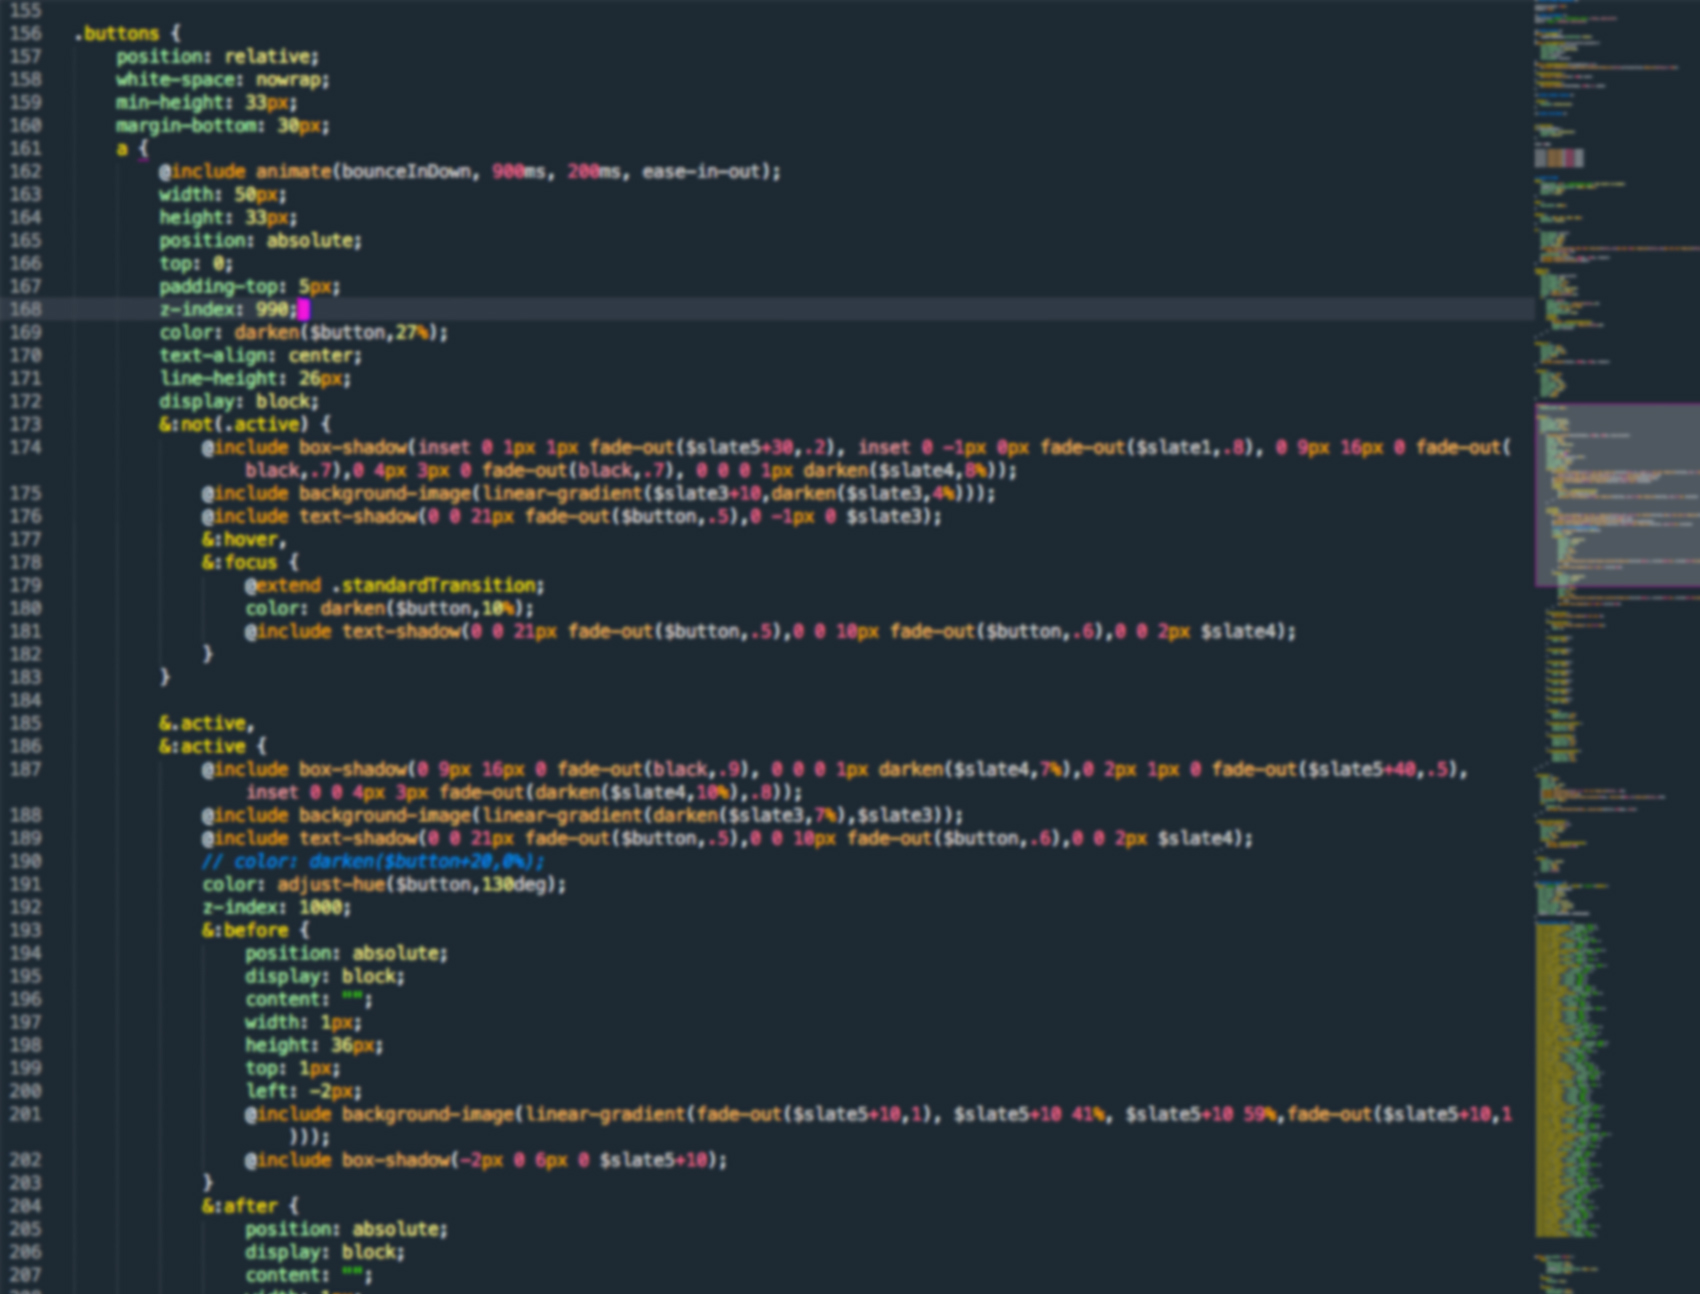 155
156 .buttons {
157 position: relative;
158 white-space: nowrap;
159 min-height: 33px;
160 margin-bottom: 30px;
161 a {
162 @include animate(bounceInDown, 900ms, 200ms, ease-in-out);
163 width: 50px;
164 height: 33px;
165 position: absolute;
166 top: 0;
167 padding-top: 5px;
168 z-index: 990;
169 color: darken($button,27%);
170 text-align: center;
171 line-height: 26px;
172 display: block;
173 &:not(.active) {
174 @include box-shadow(inset 0 1px 1px fade-out($slate5+30,.2), inset 0 -1px 0px fade-out($slate1,.8), 0 9px 16px 0 fade-out(
black,.7),0 4px 3px 0 fade-out(black,.7), 0 0 0 1px darken($slate4,8%));
175 @include background-image(linear-gradient($slate3+10,darken($slate3,4%)));
176 @include text-shadow(0 0 21px fade-out($button,.5),0 -1px 0 $slate3);
177 &:hover,
178 &:focus {
179 @extend .standardTransition;
180 color: darken($button,10%);
181 @include text-shadow(0 0 21px fade-out($button,.5),0 0 10px fade-out($button,.6),0 0 2px $slate4);
182 }
183 }
184
185 &.active,
186 &:active {
187 @include box-shadow(0 9px 16px 0 fade-out(black,.9), 0 0 0 1px darken($slate4,7%),0 2px 1px 0 fade-out($slate5+40,.5),
inset 0 0 4px 3px fade-out(darken($slate4,10%),.8));
188 @include background-image(linear-gradient(darken($slate3,7%),$slate3));
189 @include text-shadow(0 0 21px fade-out($button,.5),0 0 10px fade-out($button,.6),0 0 2px $slate4);
190 // color: darken($button+20,0%);
191 color: adjust-hue($button,130deg);
192 z-index: 1000;
193 &:before {
194 position: absolute;
195 display: block;
196 content: "";
197 width: 1px;
198 height: 36px;
199 top: 1px;
200 left: -2px;
201 @include background-image(linear-gradient(fade-out($slate5+10,1), $slate5+10 41%, $slate5+10 59%,fade-out($slate5+10,1
)));
202 @include box-shadow(-2px 0 6px 0 $slate5+10);
203 }
204 &:after {
205 position: absolute;
206 display: block;
207 content: "";